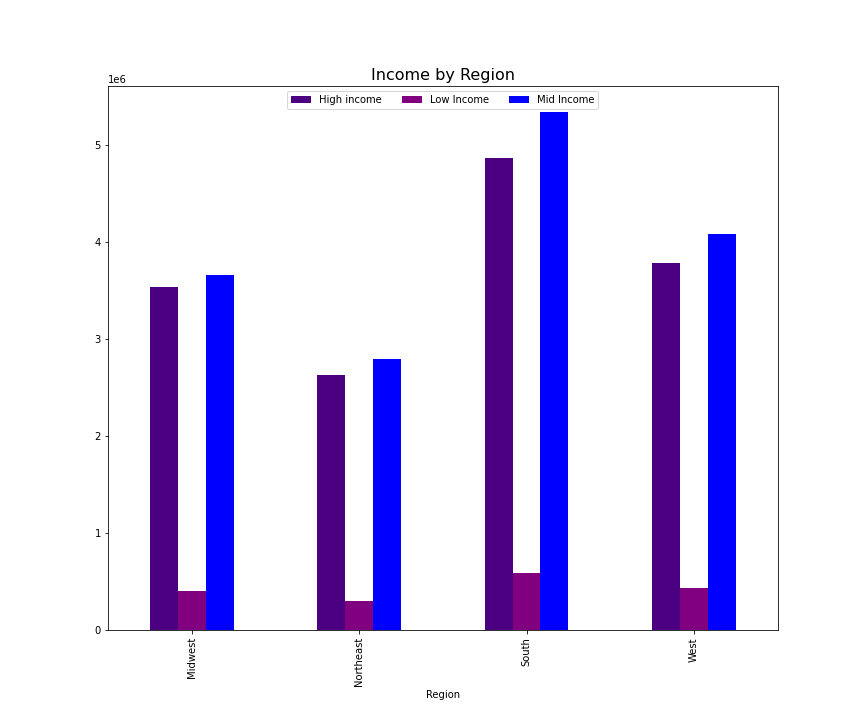 Income by Region
1e6
High income Low Income Mid Income
5
4
3
2
1
0
Midwest Northeast South West
Region